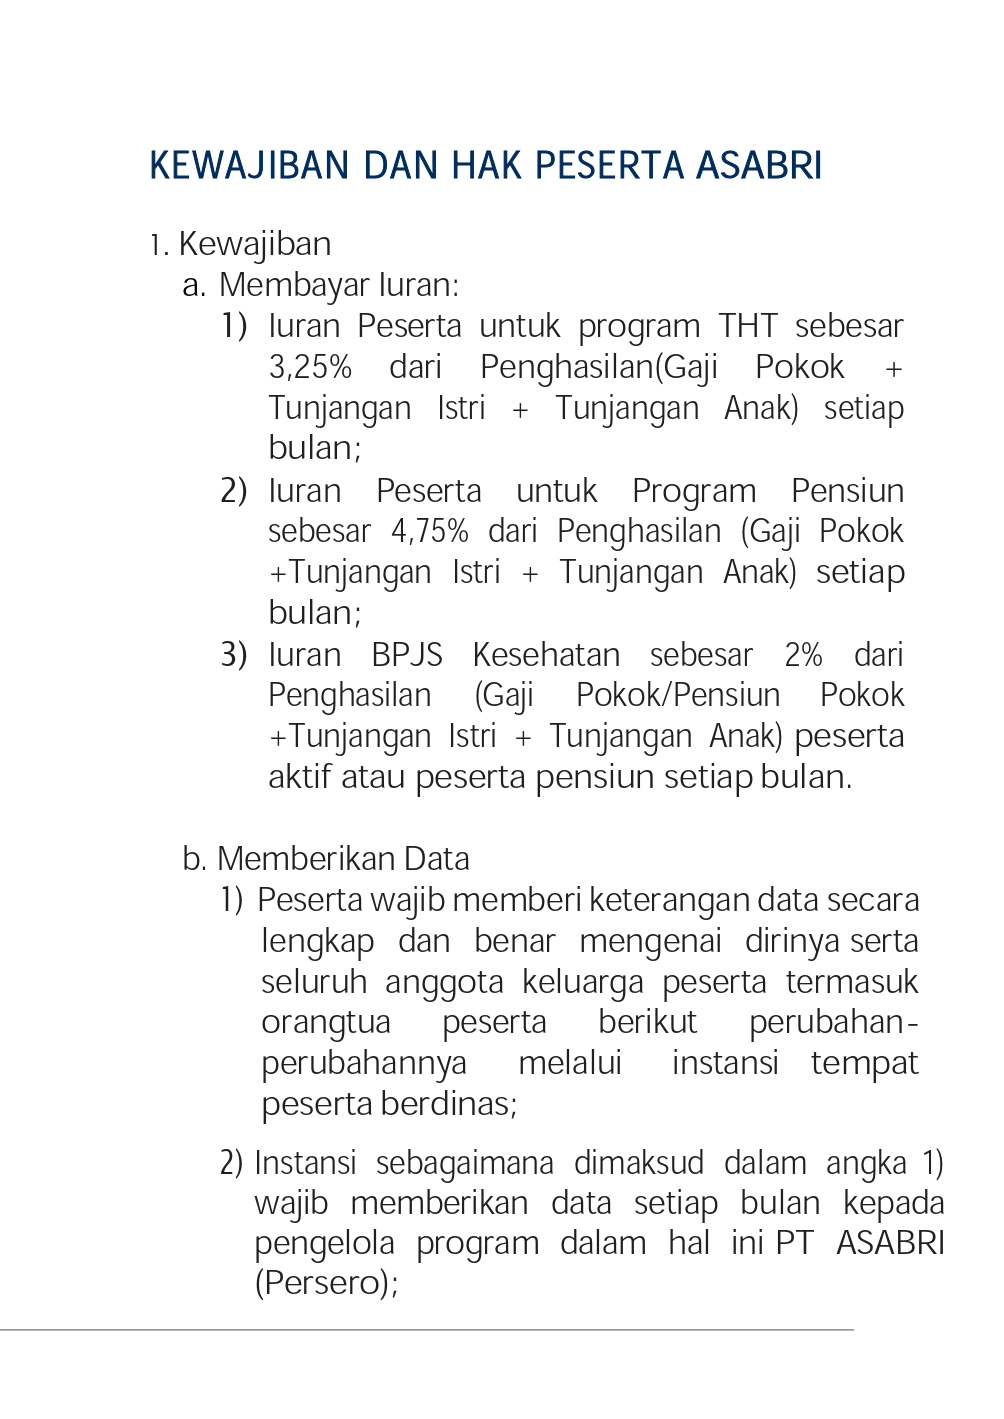 KEWAJIBAN DAN HAK PESERTA ASABRI
1. Kewajiban
a. Membayar Iuran:
1) Iuran Peserta untuk program THT sebesar
3,25% dari Penghasilan(Gaji Pokok +
Tunjangan Istri + Tunjangan Anak) setiap
bulan;
2) Iuran Peserta untuk Program Pensiun
sebesar 4,75% dari Penghasilan (Gaji Pokok
+Tunjangan Istri + Tunjangan Anak) setiap
bulan;
3) Iuran BPJS Kesehatan sebesar 2% dari
Penghasilan (Gaji Pokok/Pensiun Pokok
+Tunjangan Istri + Tunjangan Anak) peserta
aktif atau peserta pensiun setiap bulan.
b. Memberikan Data
1) Peserta wajib memberi keterangan data secara
lengkap dan benar mengenai dirinya serta
seluruh anggota keluarga peserta termasuk
orangtua peserta berikut perubahan-
perubahannya melalui instansi tempat
peserta berdinas;
2) Instansi sebagaimana dimaksud dalam angka 1)
wajib memberikan data setiap bulan kepada
pengelola program dalam hal ini PT ASABRI
(Persero);